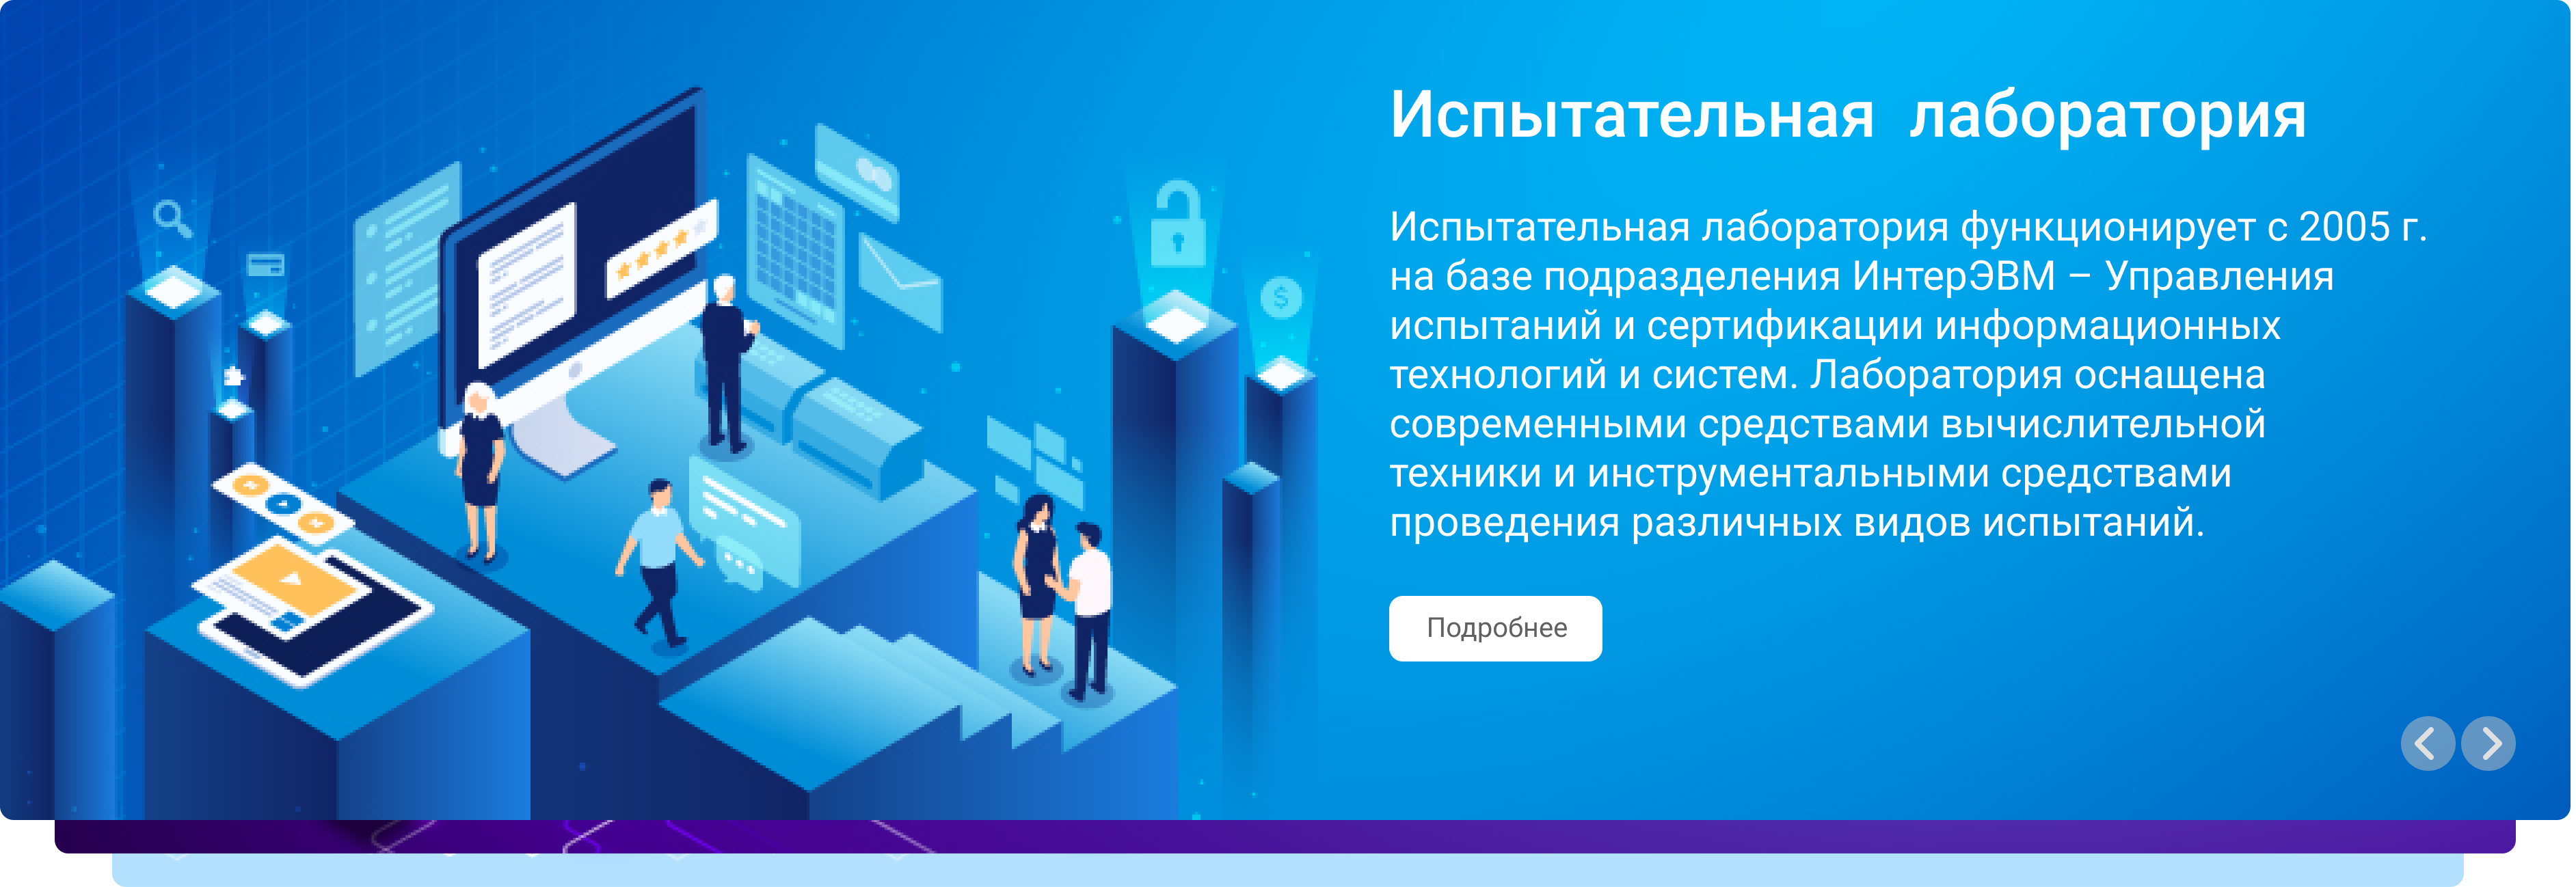 Испытательная лаборатория
Испытательная лаборатория функционирует с 2005 г.
на базе подразделения ИнтерЭВМ – Управления
испытаний и сертификации информационных
технологий и систем. Лаборатория оснащена
современными средствами вычислительной
техники и инструментальными средствами
проведения различных видов испытаний.
Подробнее